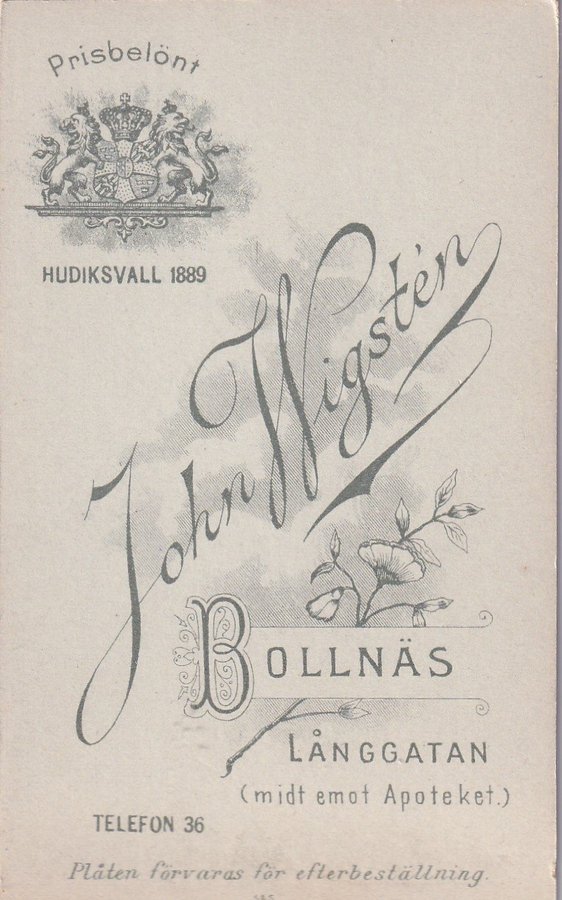 Prisbelönt
HUDIKSVALL 1889
John Wigstén
BOLLNÄS
LÅNGGATAN
(midt emot Apoteket.)
TELEFON 36
Plåten förvaras för efterbeställning.